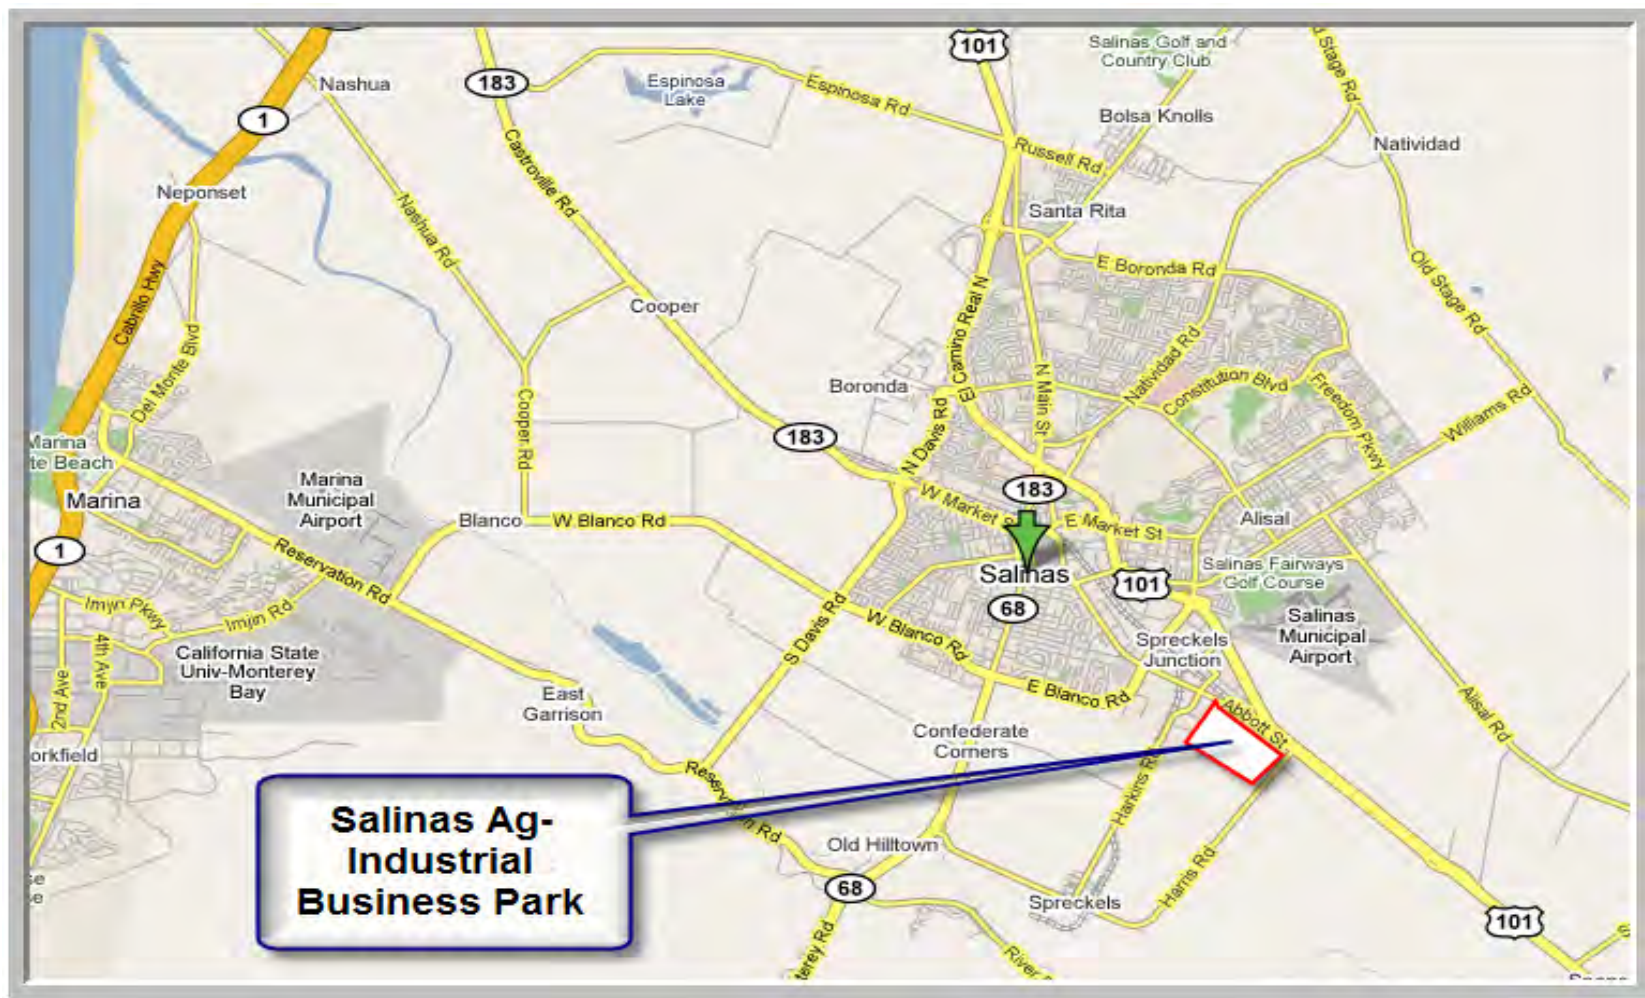 101
Salinas Golf and
Country Club
d Stage Rd
Nashua
183
Espinosa
Lake
Espinosa Rd
Bolsa Knolls
1
Russell Rd
Natividad
Castroville Rd
Neponset
Nashua Rd
Santa Rita
E Boronda Rd
Old Stage Rd
Cabrillo Hwy
Cooper
El Camino Real N
Del Monte Blvd
Natividad Rd
Boronda
N Main St
Constitution Blvd
Freedom Pkwy
Williams Rd
Cooper Rd
N Davis Rd
183
Marina
te Beach
Marina
Marina
Municipal
Airport
183
W Market S
E Market St
Alisal
Blanco
W Blanco Rd
1
Reservation Rd
Salinas
Salinas Fairways
Golf Course
101
68
Imjin Pkwy
Imjin Rd
4th Ave
2nd Ave
California State
Univ-Monterey
Bay
S Davis Rd
W Blanco Rd
Spreckels
Junction
Salinas
Municipal
Airport
E Blanco Rd
East
Garrison
Abbott St
Alisal Rd
Confederate
Corners
orkfield
Reservation Rd
Harkins Rd
Salinas Ag-
Industrial
Business Park
Old Hilltown
68
Spreckels
Harris Rd
101
se
e
terey Rd
River